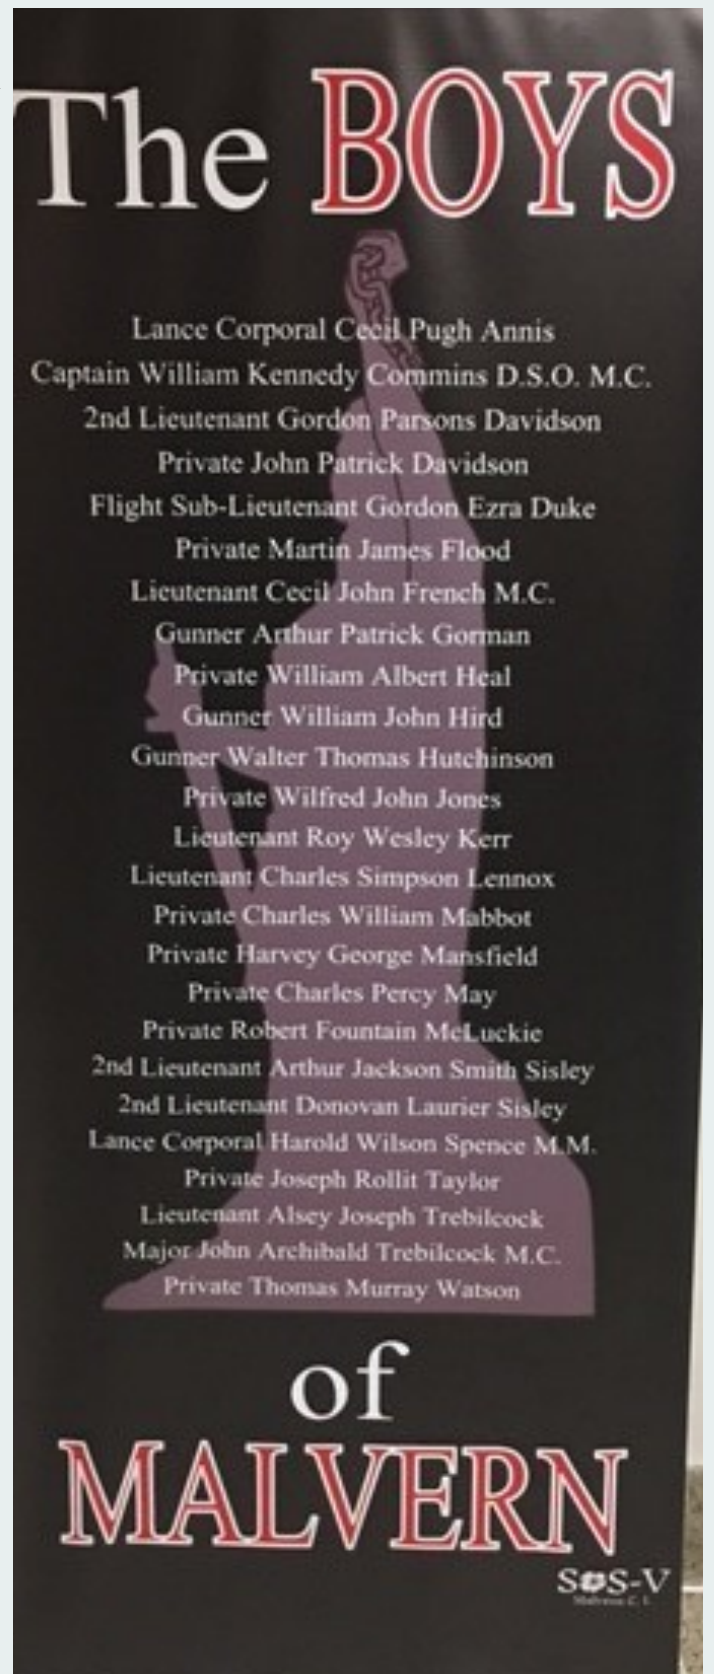 The BOYS
Lance Corporal Cecil Pugh Annis
Captain William Kennedy Commins D.S.O. M.C.
2nd Lieutenant Gordon Parsons Davidson
Private John Patrick Davidson
Flight Sub-Lieutenant Gordon Ezra Duke
Private Martin James Flood
Lieutenant Cecil John French M.C.
Gunner Arthur Patrick Gorman
Private William Albert Heal
Gunner William John Hird
Gunner Walter Thomas Hutchinson
Private Wilfred John Jones
Lieutenant Roy Wesley Kerr
Lieutenant Charles Simpson Lennox
Private Charles William Mabbot
Private Harvey George Mansfield
Private Charles Percy May
Private Robert Fountain McLuckie
2nd Lieutenant Arthur Jackson Smith Sisley
2nd Lieutenant Donovan Laurier Sisley
Lance Corporal Harold Wilson Spence M.M.
Private Joseph Rollit Taylor
Lieutenant Alsey Joseph Trebilcock
Major John Archibald Trebilcock M.C.
Private Thomas Murray Watson
of
MALVERN
SOS-V
Malvern C. I.